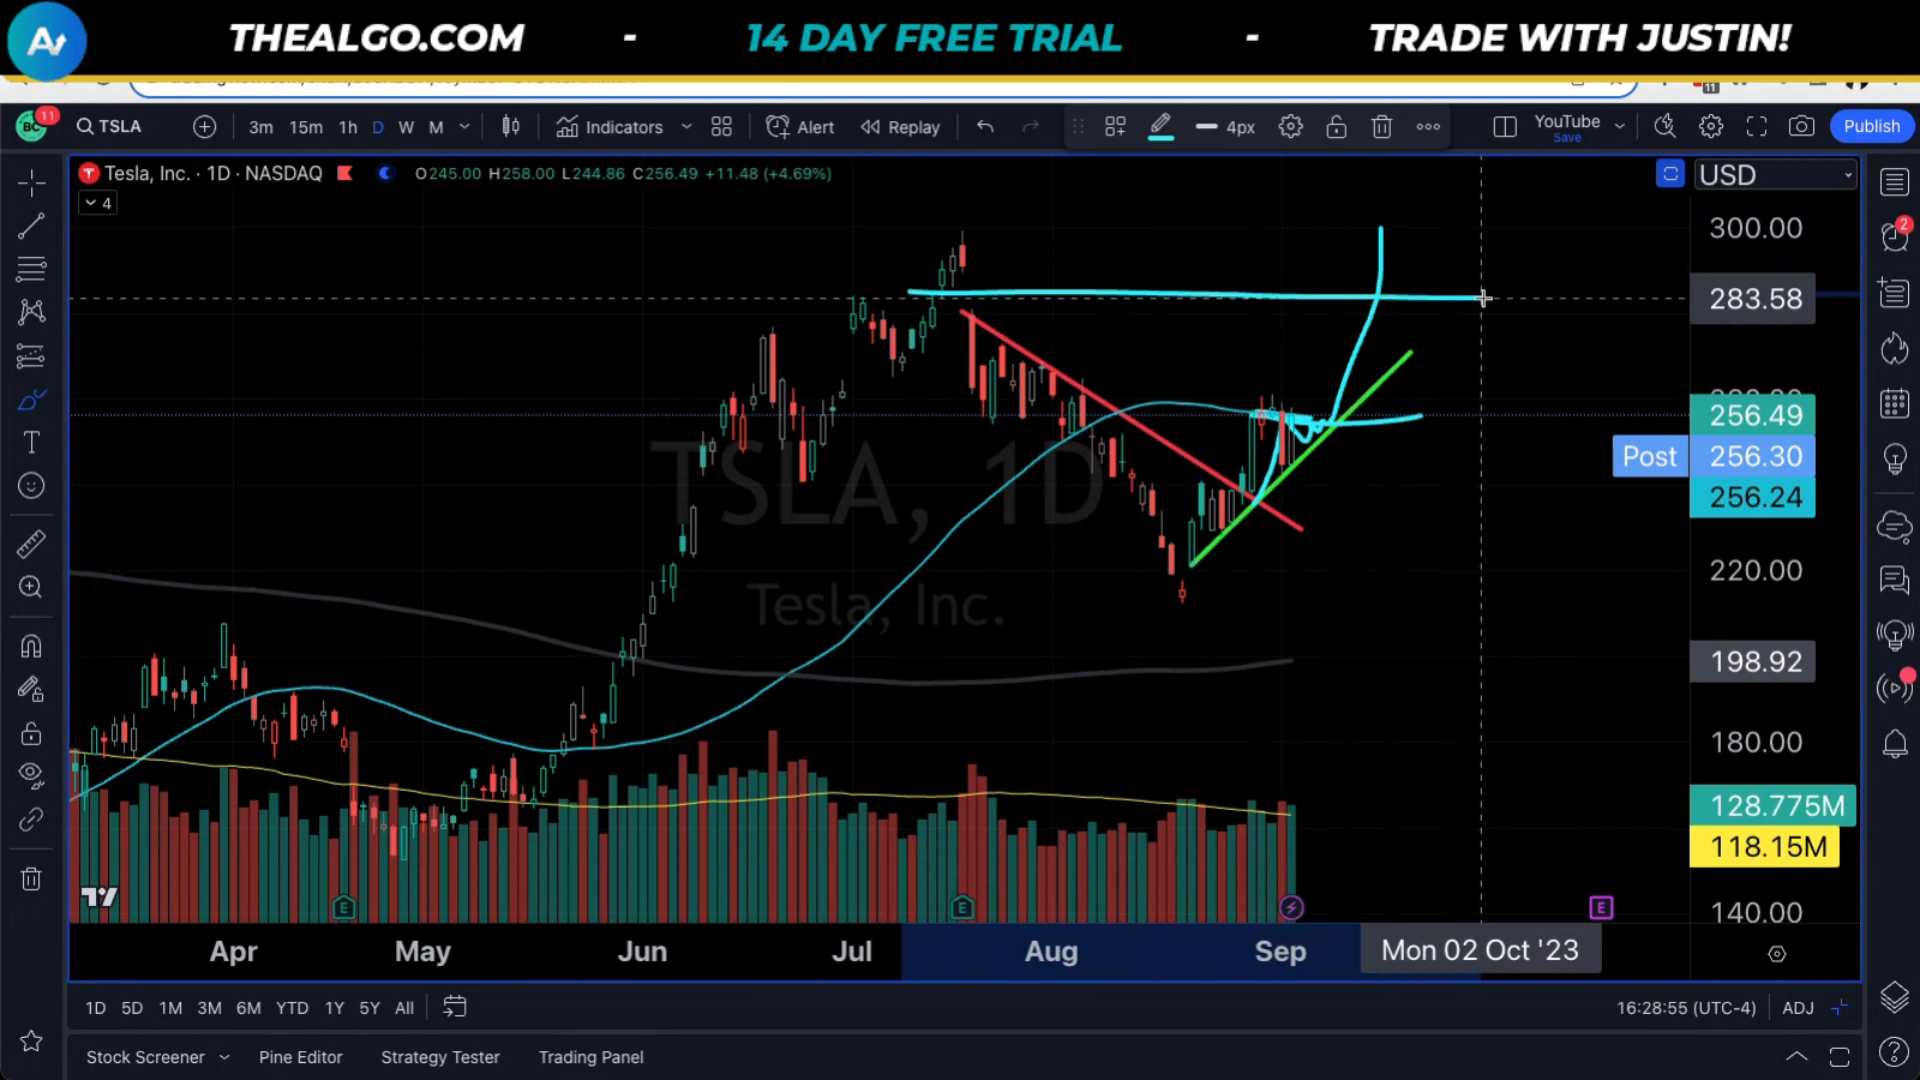 THEALGO.COM - 14 DAY FREE TRIAL - TRADE WITH JUSTIN!
11
BC 11 TSLA 3m 15m 1h D W M Indicators Alert Replay 4px YouTube Save Publish
Tesla, Inc. · 1D · NASDAQ O245.00 H258.00 L244.86 C256.49 +11.48 (+4.69%) USD
4
2
300.00
283.58
256.49
Post 256.30
256.24
TSLA, 1D
Tesla, Inc.
220.00
198.92
180.00
128.775M
118.15M
140.00
E E E
Apr May Jun Jul Aug Sep Mon 02 Oct '23
1D 5D 1M 3M 6M YTD 1Y 5Y All 16:28:55 (UTC-4) ADJ
Stock Screener Pine Editor Strategy Tester Trading Panel